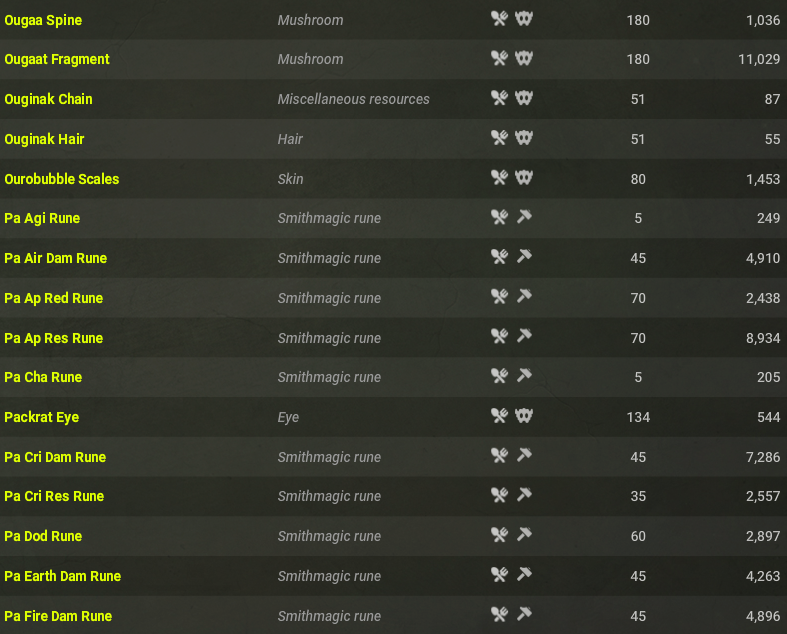 Ougaa Spine Mushroom 180 1,036
Ougaat Fragment Mushroom 180 11,029
Ouginak Chain Miscellaneous resources 51 87
Ouginak Hair Hair 51 55
Ourobubble Scales Skin 80 1,453
Pa Agi Rune Smithmagic rune 5 249
Pa Air Dam Rune Smithmagic rune 45 4,910
Pa Ap Red Rune Smithmagic rune 70 2,438
Pa Ap Res Rune Smithmagic rune 70 8,934
Pa Cha Rune Smithmagic rune 5 205
Packrat Eye Eye 134 544
Pa Cri Dam Rune Smithmagic rune 45 7,286
Pa Cri Res Rune Smithmagic rune 35 2,557
Pa Dod Rune Smithmagic rune 60 2,897
Pa Earth Dam Rune Smithmagic rune 45 4,263
Pa Fire Dam Rune Smithmagic rune 45 4,896